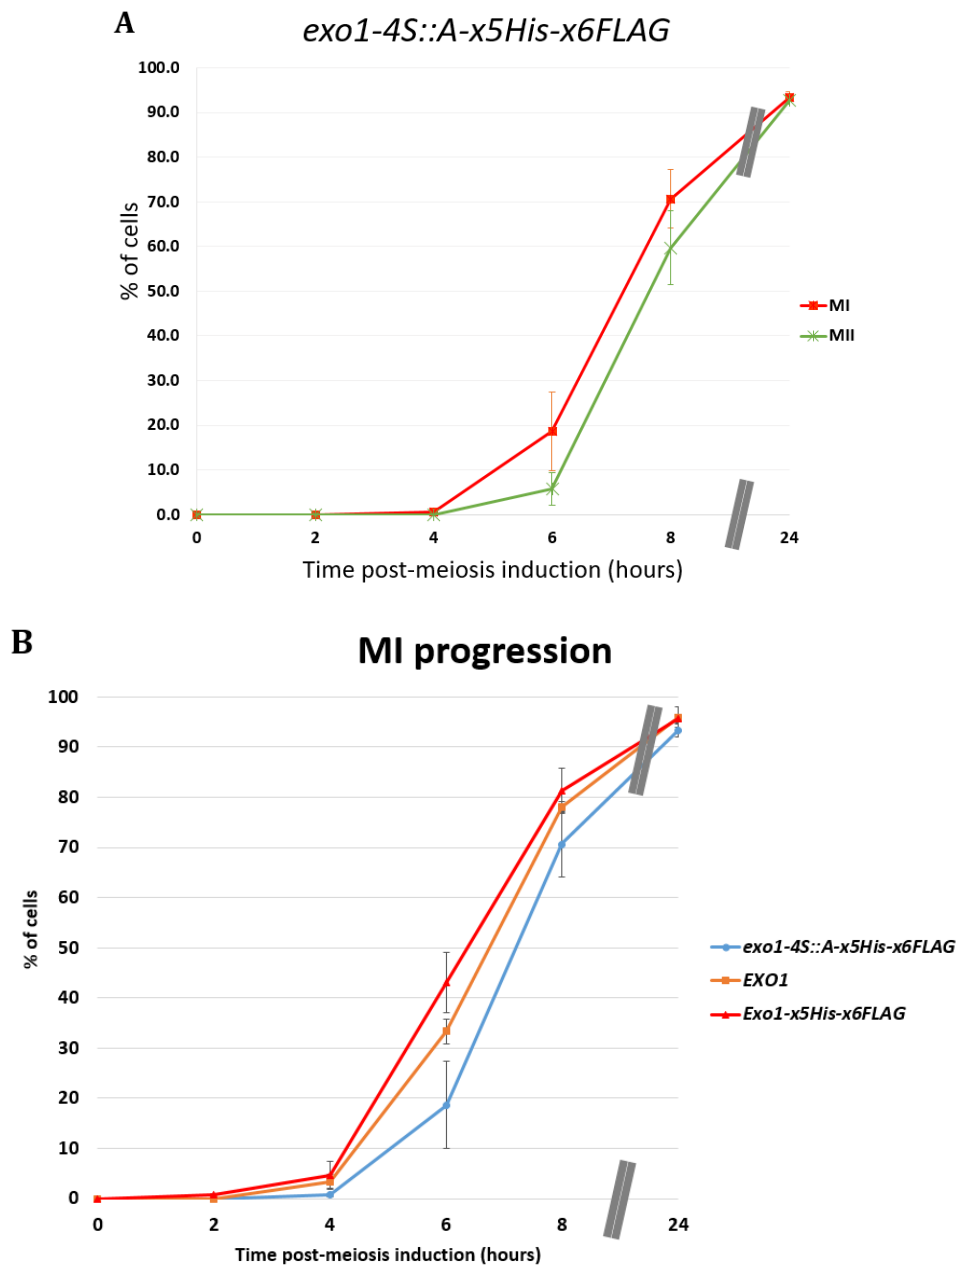 A
exo1-4S::A-x5His-x6FLAG
100.0
90.0
80.0
70.0
60.0
50.0
40.0
30.0
20.0
10.0
0.0
% of cells
0 2 4 6 8 24
Time post-meiosis induction (hours)
MI
MII
B
MI progression
100
90
80
70
60
50
40
30
20
10
0
% of cells
0 2 4 6 8 24
Time post-meiosis induction (hours)
exo1-4S::A-x5His-x6FLAG
EXO1
Exo1-x5His-x6FLAG